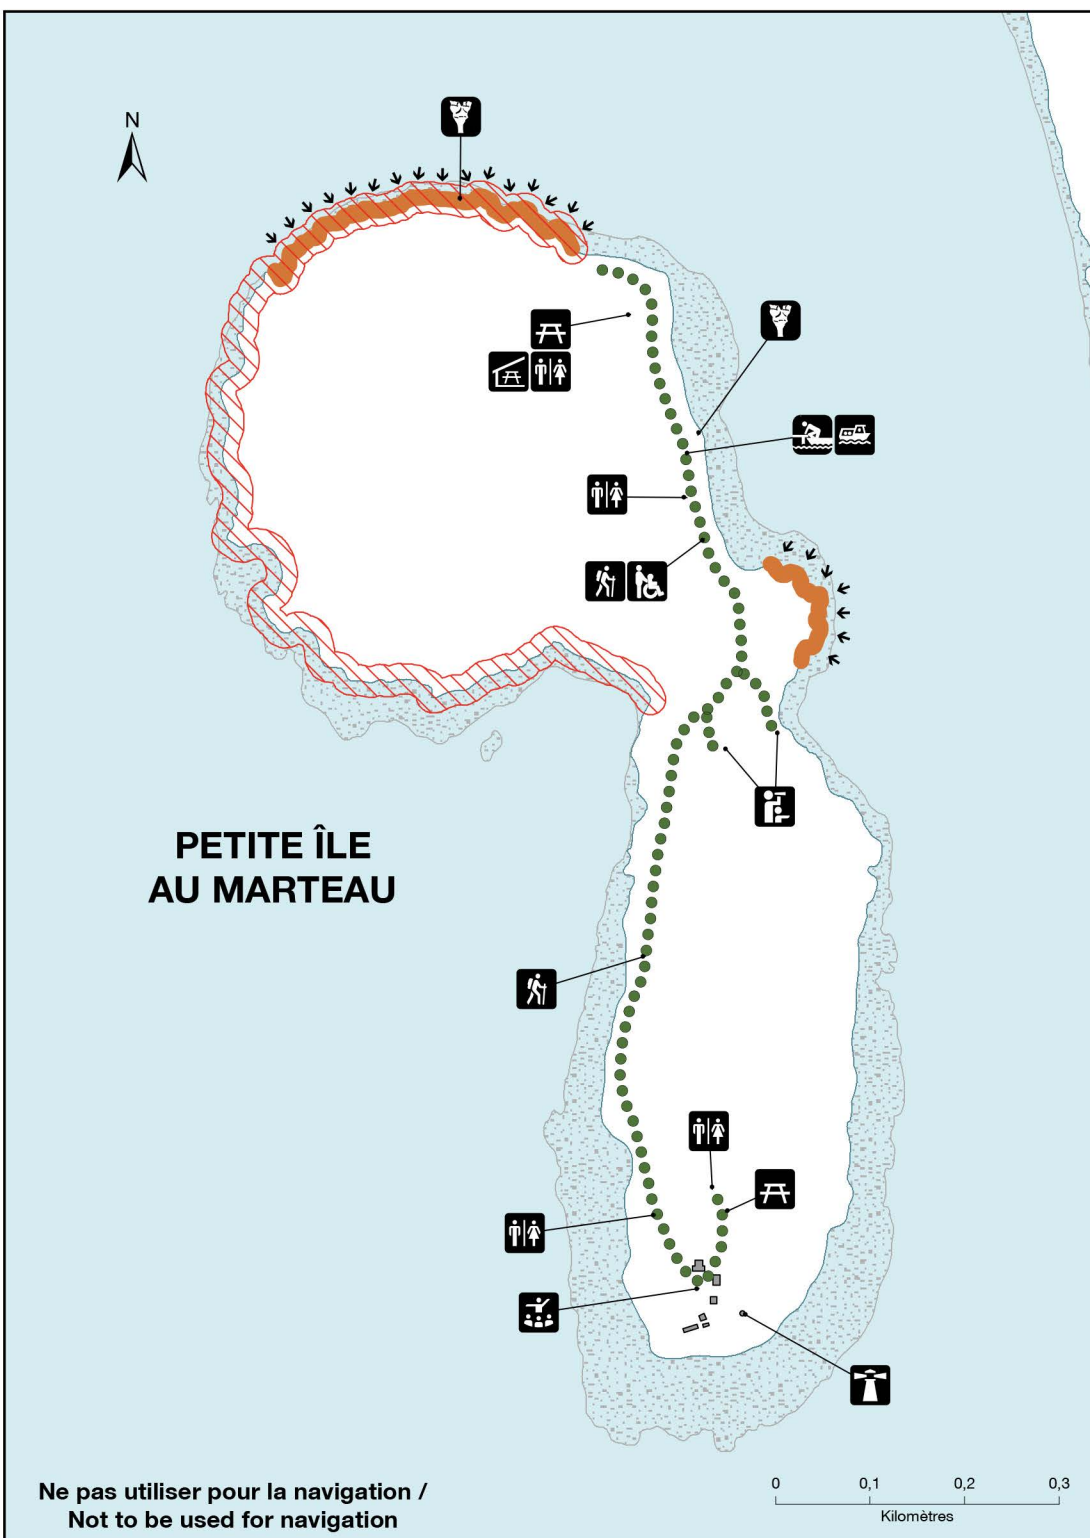 N
PETITE ÎLE
AU MARTEAU
Ne pas utiliser pour la navigation /
Not to be used for navigation
0 0,1 0,2 0,3
Kilomètres